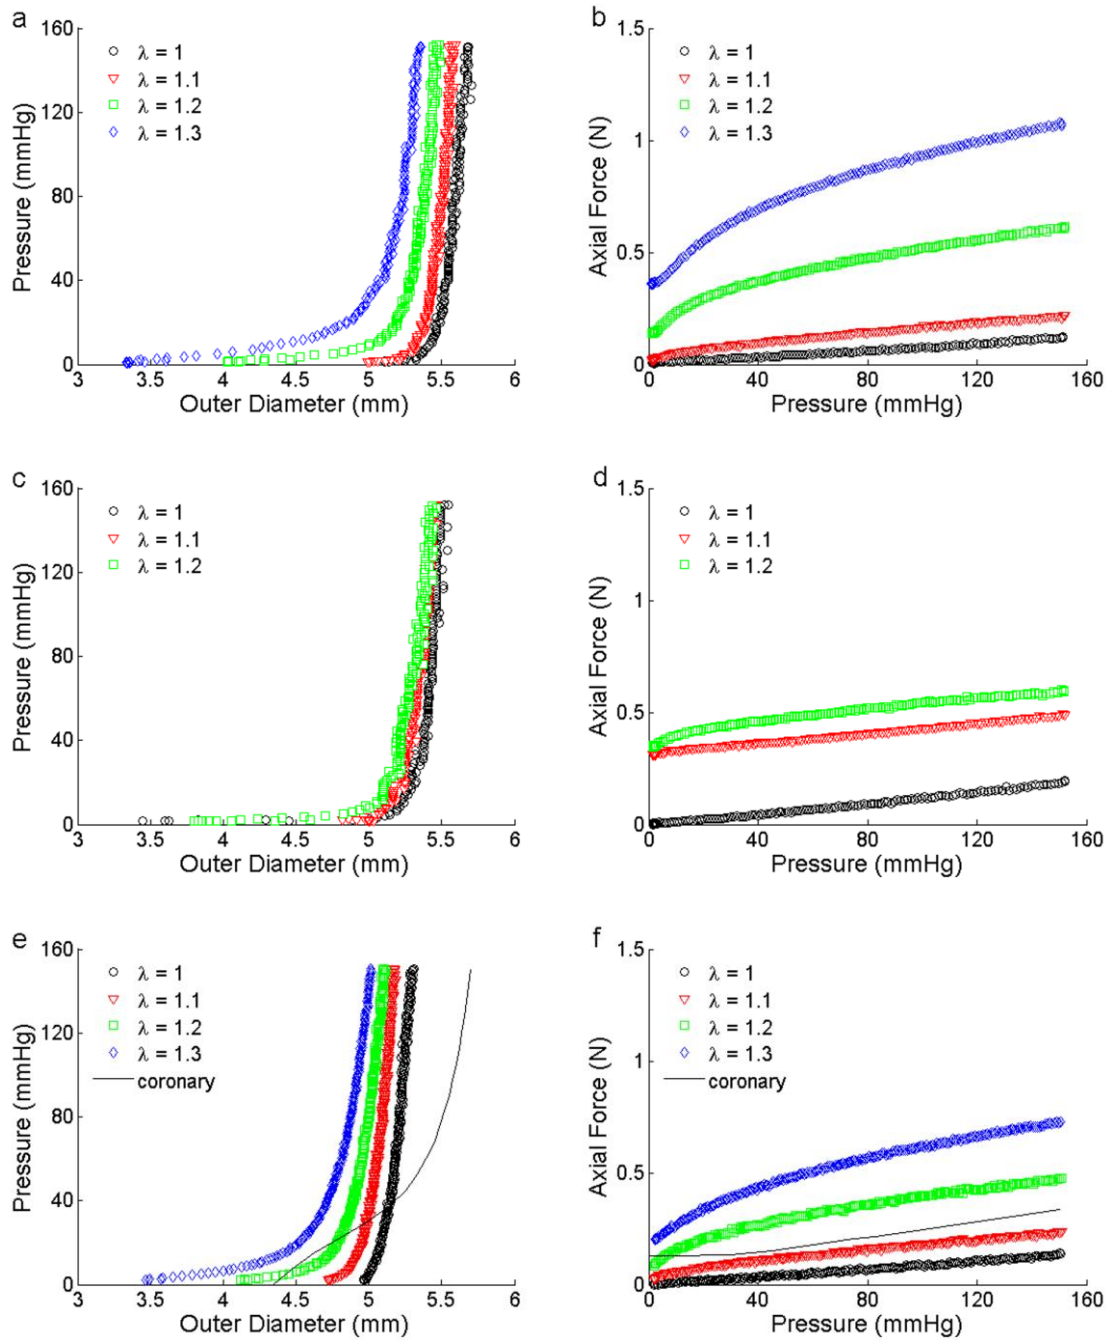 a
160
120
80
40
0
Pressure (mmHg)
λ = 1
λ = 1.1
λ = 1.2
λ = 1.3
3 3.5 4 4.5 5 5.5 6
Outer Diameter (mm)
b
1.5
1
0.5
0
Axial Force (N)
λ = 1
λ = 1.1
λ = 1.2
λ = 1.3
0 40 80 120 160
Pressure (mmHg)
c
160
120
80
40
0
Pressure (mmHg)
λ = 1
λ = 1.1
λ = 1.2
3 3.5 4 4.5 5 5.5 6
Outer Diameter (mm)
d
1.5
1
0.5
0
Axial Force (N)
λ = 1
λ = 1.1
λ = 1.2
0 40 80 120 160
Pressure (mmHg)
e
160
120
80
40
0
Pressure (mmHg)
λ = 1
λ = 1.1
λ = 1.2
λ = 1.3
coronary
3 3.5 4 4.5 5 5.5 6
Outer Diameter (mm)
f
1.5
1
0.5
0
Axial Force (N)
λ = 1
λ = 1.1
λ = 1.2
λ = 1.3
coronary
0 40 80 120 160
Pressure (mmHg)